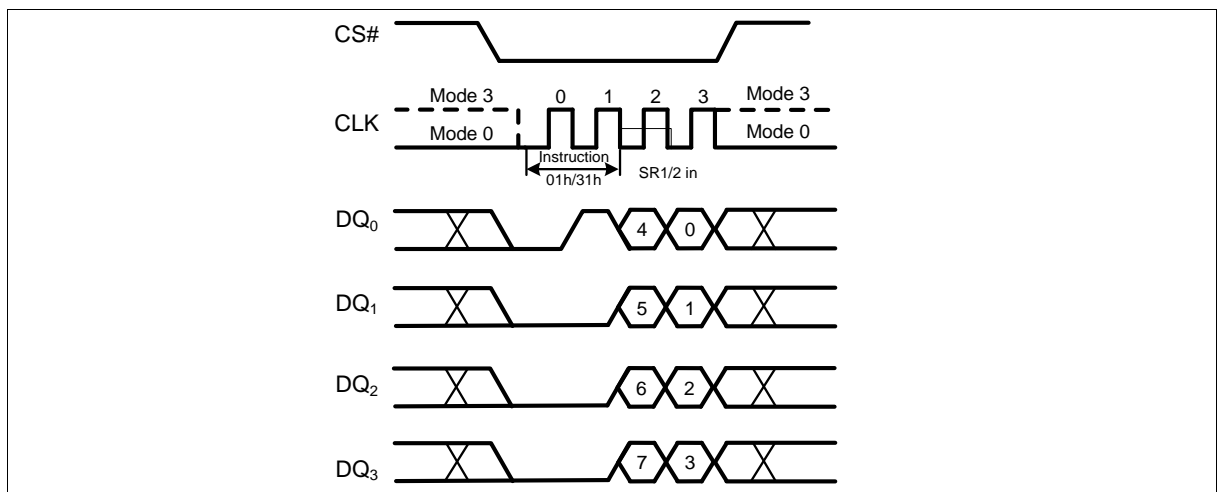 CS#
Mode 3 0 1 2 3 Mode 3
CLK
Mode 0 Mode 0
Instruction
01h/31h SR1/2 in
DQ0 4 0
DQ1 5 1
DQ2 6 2
DQ3 7 3